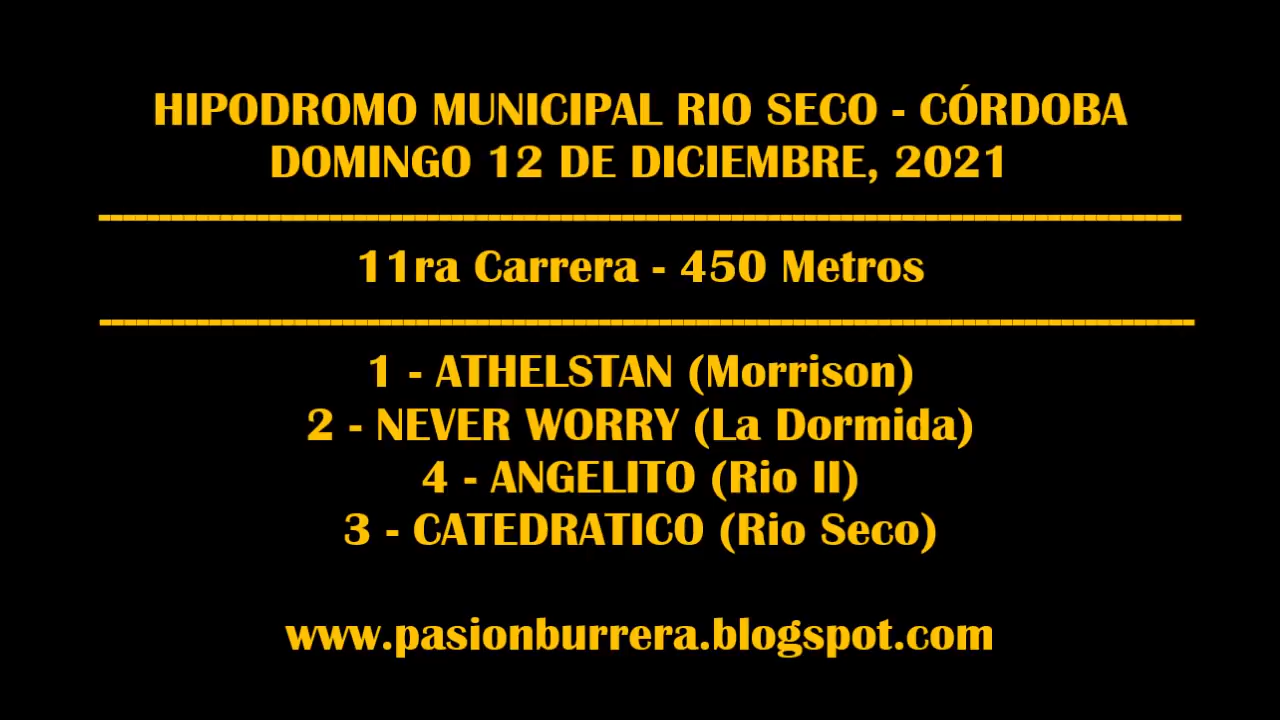 HIPODROMO MUNICIPAL RIO SECO - CÓRDOBA
DOMINGO 12 DE DICIEMBRE, 2021
--------------------------------------------------------------------------------
11ra Carrera - 450 Metros
---------------------------------------------------------------------------------
1 - ATHELSTAN (Morrison)
2 - NEVER WORRY (La Dormida)
4 - ANGELITO (Rio II)
3 - CATEDRATICO (Rio Seco)
www.pasionburrera.blogspot.com